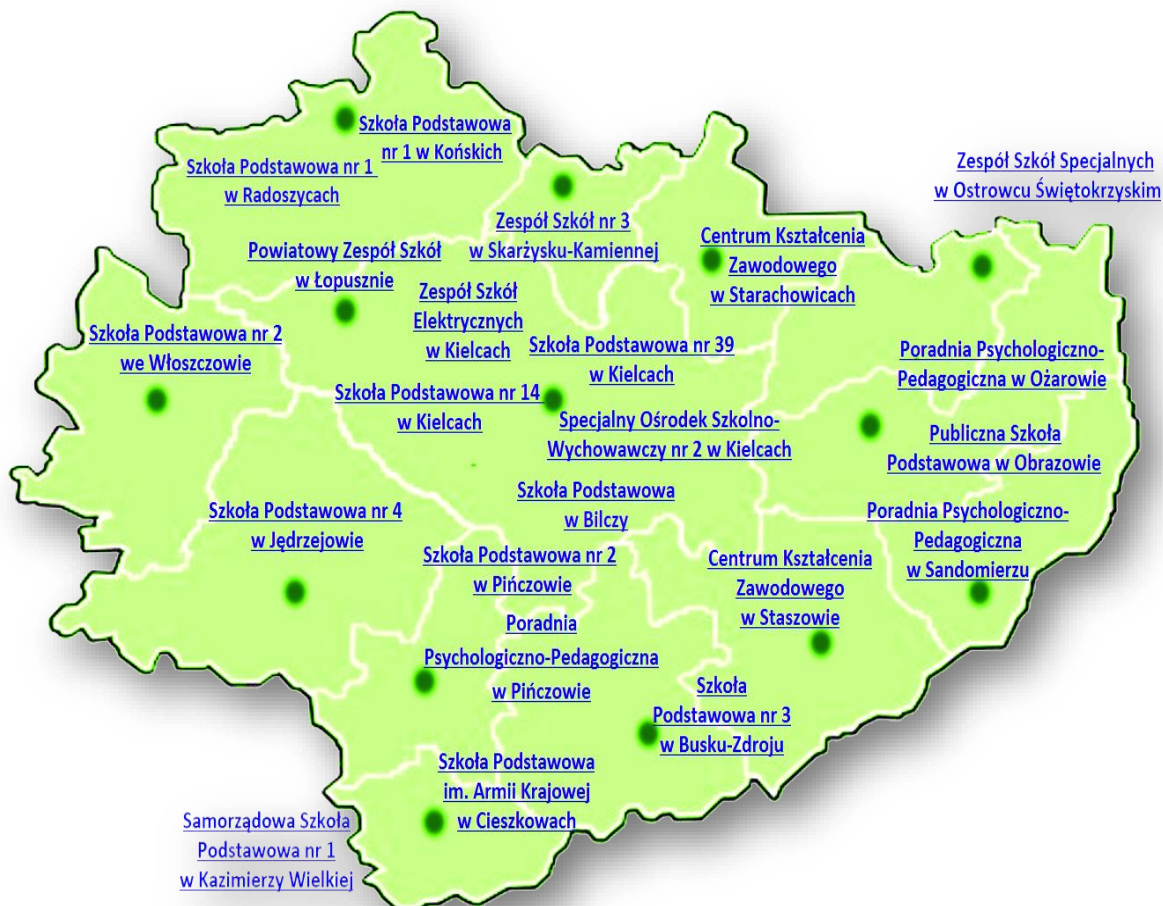 Szkoła Podstawowa
nr 1 w Końskich
Szkoła Podstawowa nr 1
w Radoszycach
Zespół Szkół Specjalnych
w Ostrowcu Świętokrzyskim
Zespół Szkół nr 3
w Skarżysku-Kamiennej
Centrum Kształcenia
Zawodowego
w Starachowicach
Powiatowy Zespół Szkół
w Łopusznie
Zespół Szkół
Elektrycznych
w Kielcach
Szkoła Podstawowa nr 2
we Włoszczowie
Szkoła Podstawowa nr 39
w Kielcach
Poradnia Psychologiczno-
Pedagogiczna w Ożarowie
Szkoła Podstawowa nr 14
w Kielcach
Specjalny Ośrodek Szkolno-
Wychowawczy nr 2 w Kielcach
Publiczna Szkoła
Podstawowa w Obrazowie
Szkoła Podstawowa
w Bilczy
Szkoła Podstawowa nr 4
w Jędrzejowie
Poradnia Psychologiczno-
Pedagogiczna
w Sandomierzu
Szkoła Podstawowa nr 2
w Pińczowie
Centrum Kształcenia
Zawodowego
w Staszowie
Poradnia
Psychologiczno-Pedagogiczna
w Pińczowie
Szkoła
Podstawowa nr 3
w Busku-Zdroju
Szkoła Podstawowa
im. Armii Krajowej
w Cieszkowach
Samorządowa Szkoła
Podstawowa nr 1
w Kazimierzy Wielkiej